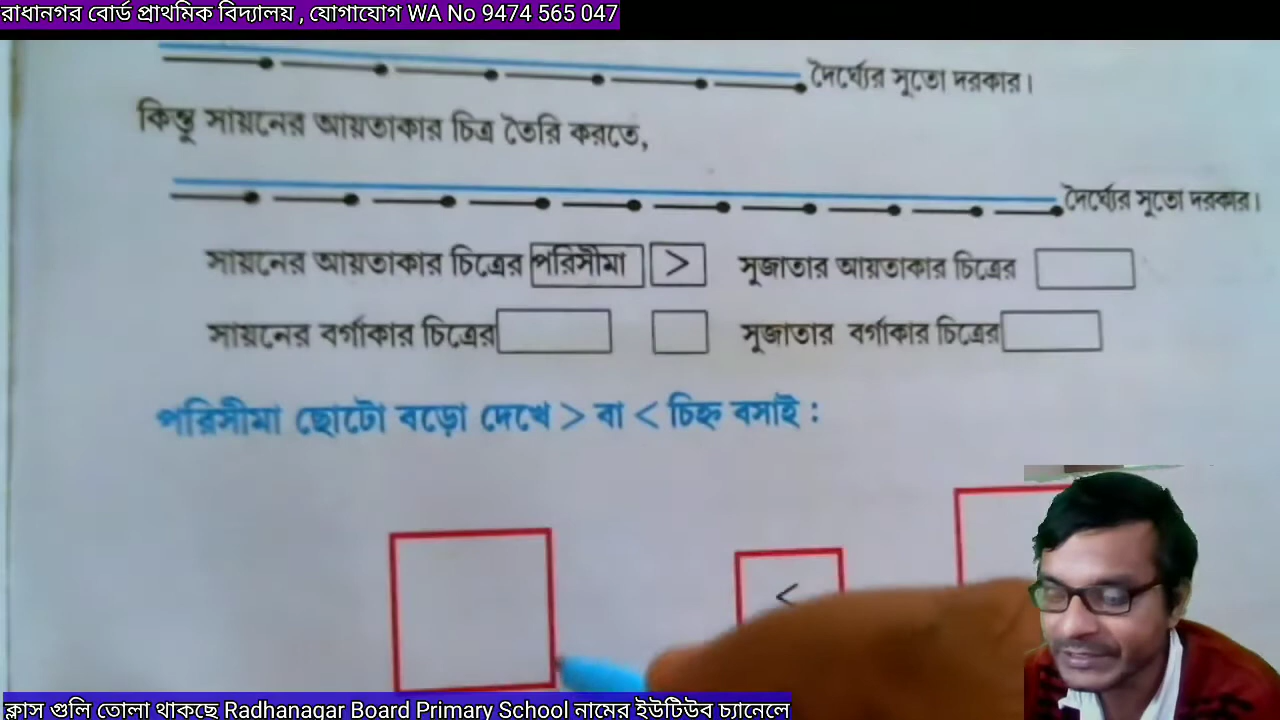 রাধানগর বোর্ড প্রাথমিক বিদ্যালয় , যোগাযোগ WA No 9474 565 047
দৈর্ঘ্যের সুতো দরকার।
কিন্তু সায়নের আয়তাকার চিত্র তৈরি করতে,
দৈর্ঘ্যের সুতো দরকার।
সায়নের আয়তাকার চিত্রের পরিসীমা > সুজাতার আয়তাকার চিত্রের
সায়নের বর্গাকার চিত্রের সুজাতার বর্গাকার চিত্রের
পরিসীমা ছোটো বড়ো দেখে > বা < চিহ্ন বসাই :
<
ক্লাস গুলি তোলা থাকছে Radhanagar Board Primary School নামের ইউটিউব চ্যানেলে